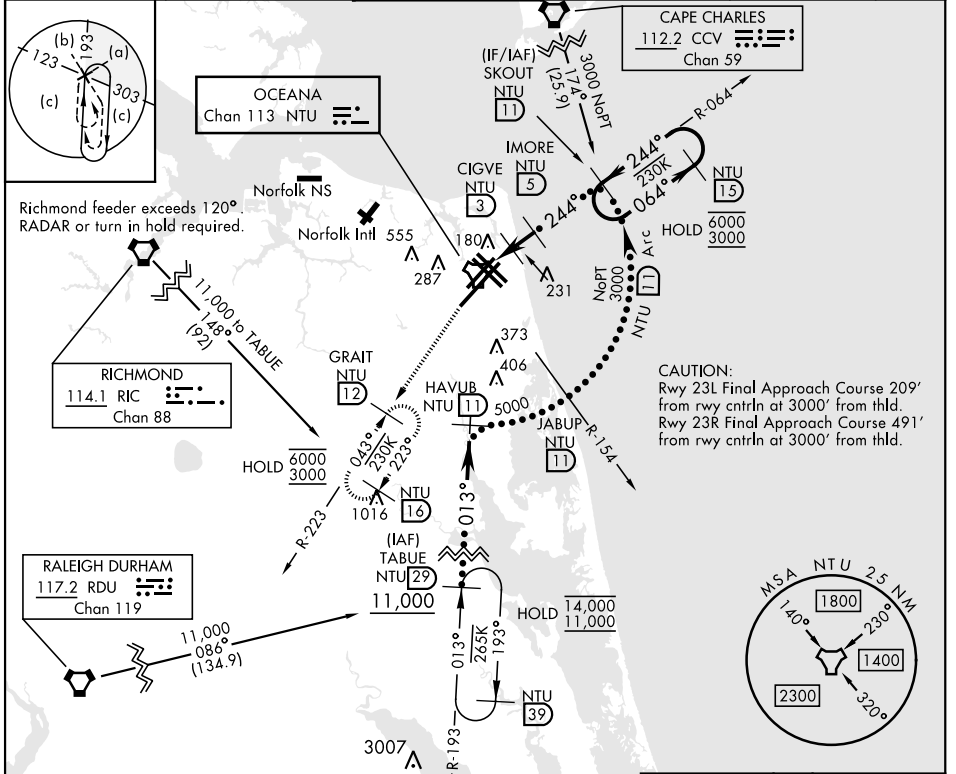 (b)
193
(a)
123
303
(c)
(c)
Richmond feeder exceeds 120°.
RADAR or turn in hold required.
OCEANA
Chan 113 NTU
CAPE CHARLES
112.2 CCV
Chan 59
(IF/IAF)
SKOUT
NTU
11
3000 NoPT
174°
(25.9)
R-064
IMORE
NTU
5
CIGVE
NTU
3
244°
230K
064°
NTU
15
244°
HOLD 6000
3000
Norfolk NS
Norfolk Intl
555
287
180
231
NoPT
3000
NTU 11 Arc
11,000 to TABUE
148°
(92)
RICHMOND
114.1 RIC
Chan 88
373
406
GRAIT
NTU
12
HAVUB
NTU 11
5000
JABUP
NTU
11
R-154
CAUTION:
Rwy 23L Final Approach Course 209'
from rwy cntrln at 3000' from thld.
Rwy 23R Final Approach Course 491'
from rwy cntrln at 3000' from thld.
HOLD 6000
3000
043°
230K
223°
1016
NTU
16
R-223
013°
(IAF)
TABUE
NTU 29
11,000
RALEIGH DURHAM
117.2 RDU
Chan 119
11,000
086°
(134.9)
HOLD 14,000
11,000
013°
265K
193°
NTU
39
R-193
3007
MSA NTU 25 NM
1800
140°
230°
1400
2300
320°